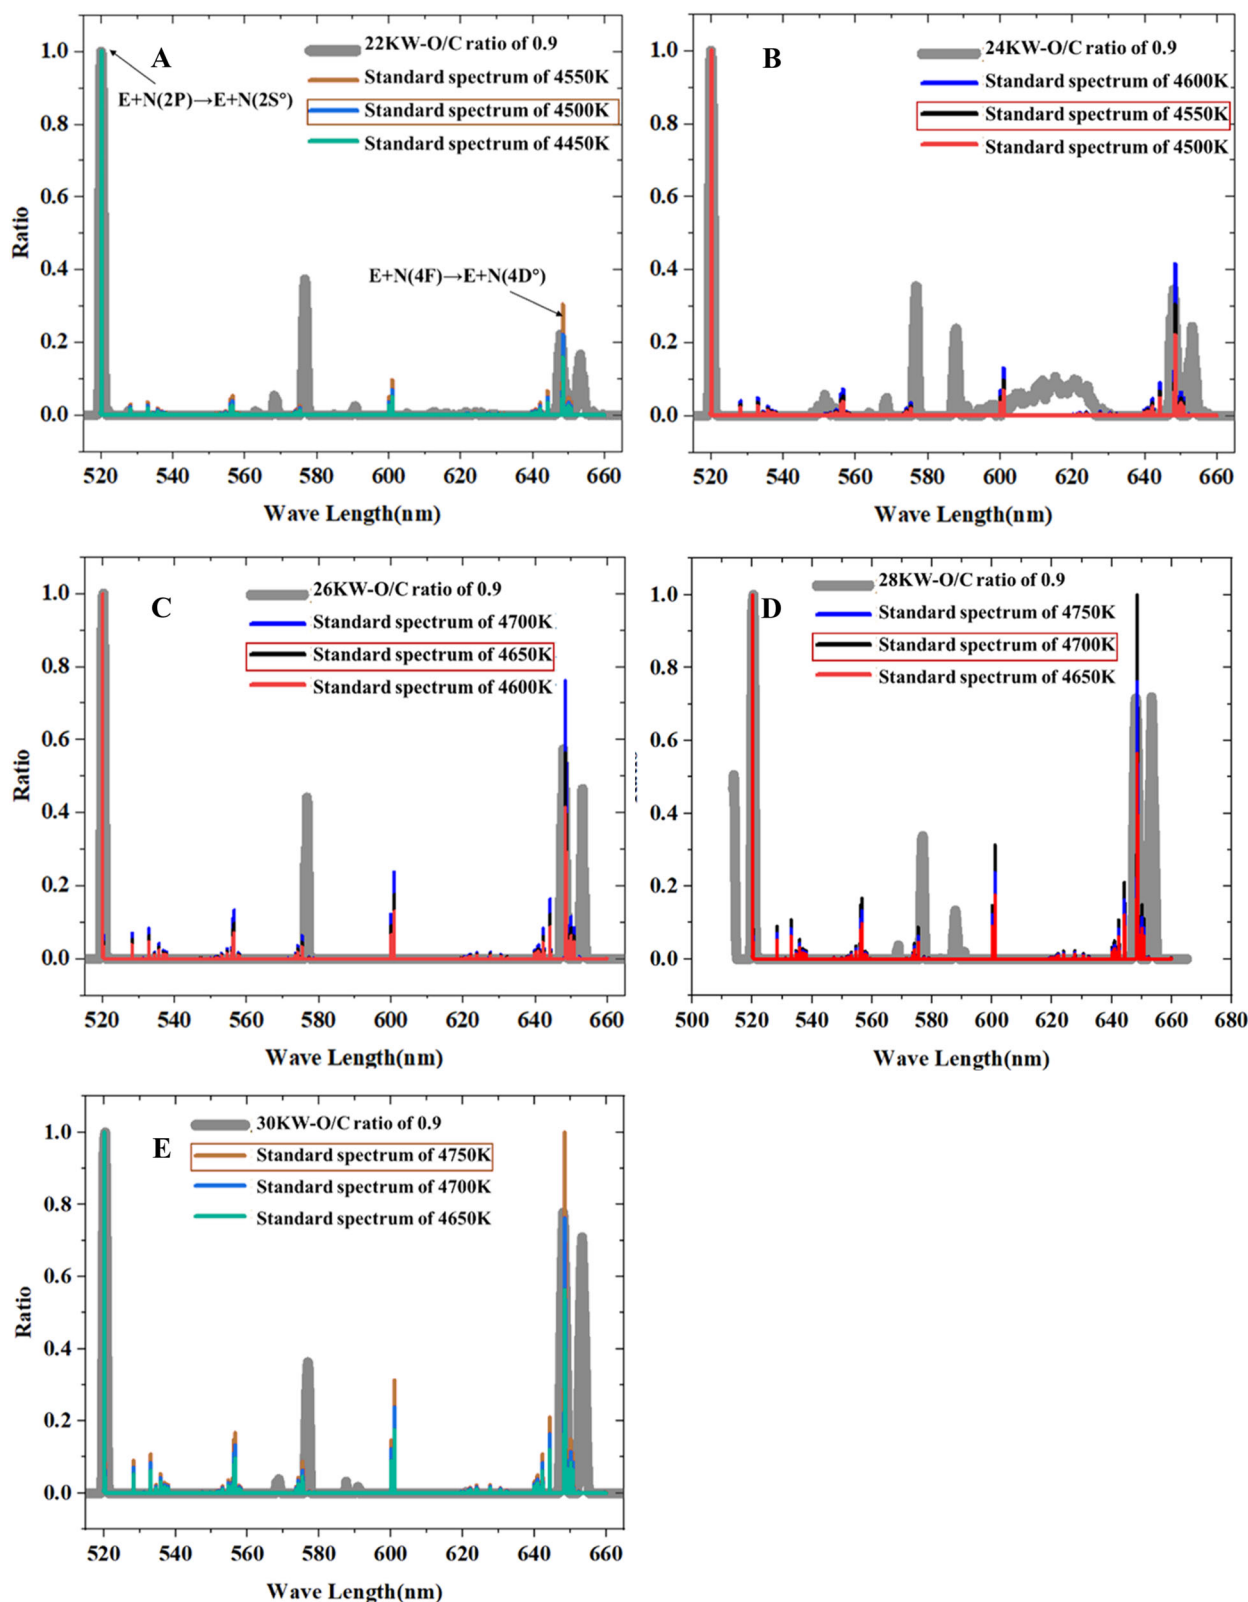 A
22KW-O/C ratio of 0.9
Standard spectrum of 4550K
Standard spectrum of 4500K
Standard spectrum of 4450K
E+N(2P)→E+N(2S°)
E+N(4F)→E+N(4D°)
1.0
0.8
0.6
0.4
0.2
0.0
Ratio
520 540 560 580 600 620 640 660
Wave Length(nm)
B
24KW-O/C ratio of 0.9
Standard spectrum of 4600K
Standard spectrum of 4550K
Standard spectrum of 4500K
1.0
0.8
0.6
0.4
0.2
0.0
520 540 560 580 600 620 640 660
Wave Length(nm)
C
26KW-O/C ratio of 0.9
Standard spectrum of 4700K
Standard spectrum of 4650K
Standard spectrum of 4600K
1.0
0.8
0.6
0.4
0.2
0.0
Ratio
520 540 560 580 600 620 640 660
Wave Length(nm)
D
28KW-O/C ratio of 0.9
Standard spectrum of 4750K
Standard spectrum of 4700K
Standard spectrum of 4650K
1.0
0.8
0.6
0.4
0.2
0.0
500 520 540 560 580 600 620 640 660 680
Wave Length(nm)
E
30KW-O/C ratio of 0.9
Standard spectrum of 4750K
Standard spectrum of 4700K
Standard spectrum of 4650K
1.0
0.8
0.6
0.4
0.2
0.0
Ratio
520 540 560 580 600 620 640 660
Wave Length(nm)